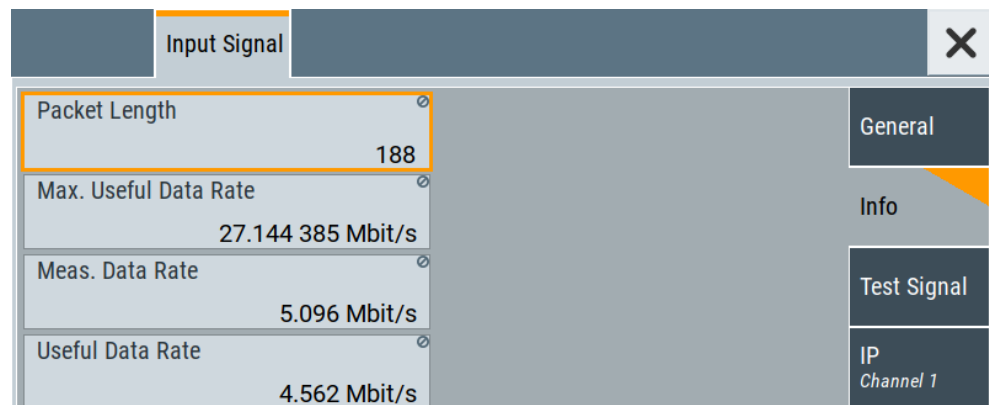 Input Signal
Packet Length
188
Max. Useful Data Rate
27.144 385 Mbit/s
Meas. Data Rate
5.096 Mbit/s
Useful Data Rate
4.562 Mbit/s
General
Info
Test Signal
IP
Channel 1